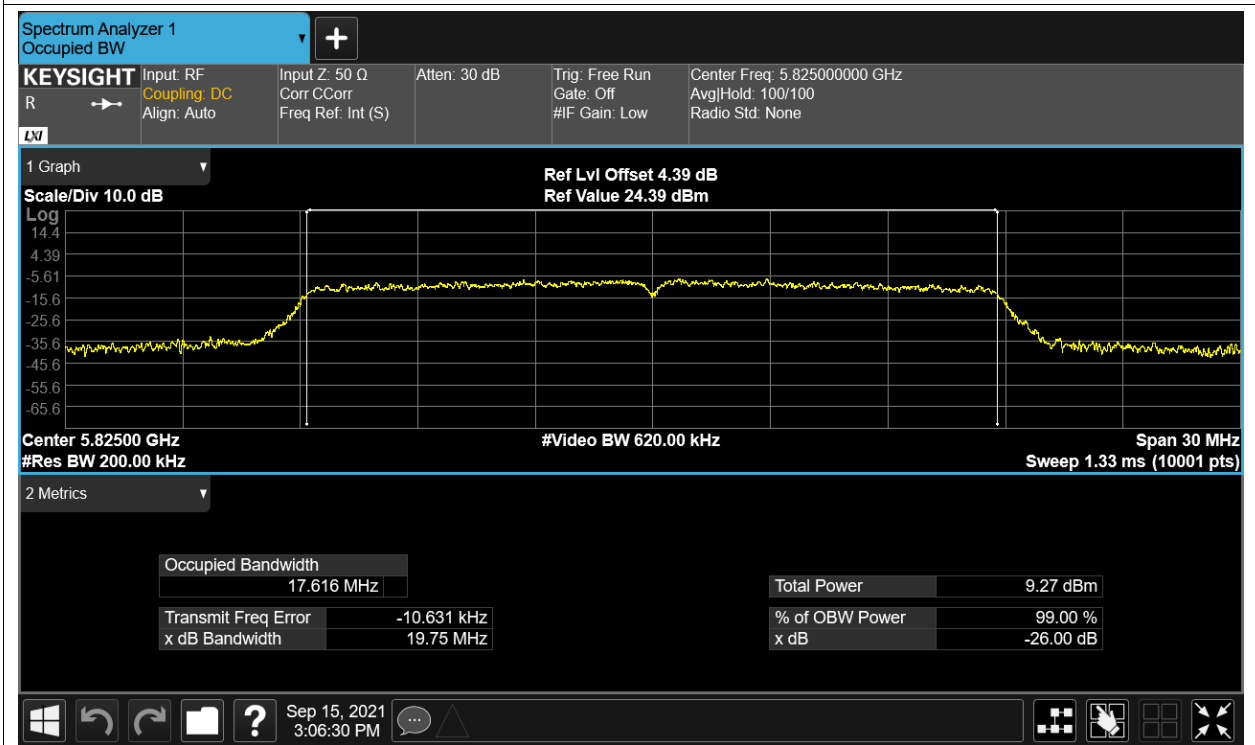 Spectrum Analyzer 1
Occupied BW
+
KEYSIGHT
R
LXI
Input: RF
Coupling: DC
Align: Auto
Input Z: 50 Ω
Corr CCorr
Freq Ref: Int (S)
Atten: 30 dB
Trig: Free Run
Gate: Off
#IF Gain: Low
Center Freq: 5.825000000 GHz
Avg|Hold: 100/100
Radio Std: None
1 Graph
Scale/Div 10.0 dB
Ref Lvl Offset 4.39 dB
Ref Value 24.39 dBm
Log
14.4
4.39
-5.61
-15.6
-25.6
-35.6
-45.6
-55.6
-65.6
Center 5.82500 GHz
#Video BW 620.00 kHz
Span 30 MHz
#Res BW 200.00 kHz
Sweep 1.33 ms (10001 pts)
2 Metrics
Occupied Bandwidth
17.616 MHz
Total Power 9.27 dBm
Transmit Freq Error -10.631 kHz
% of OBW Power 99.00 %
x dB Bandwidth 19.75 MHz
x dB -26.00 dB
?
Sep 15, 2021
3:06:30 PM